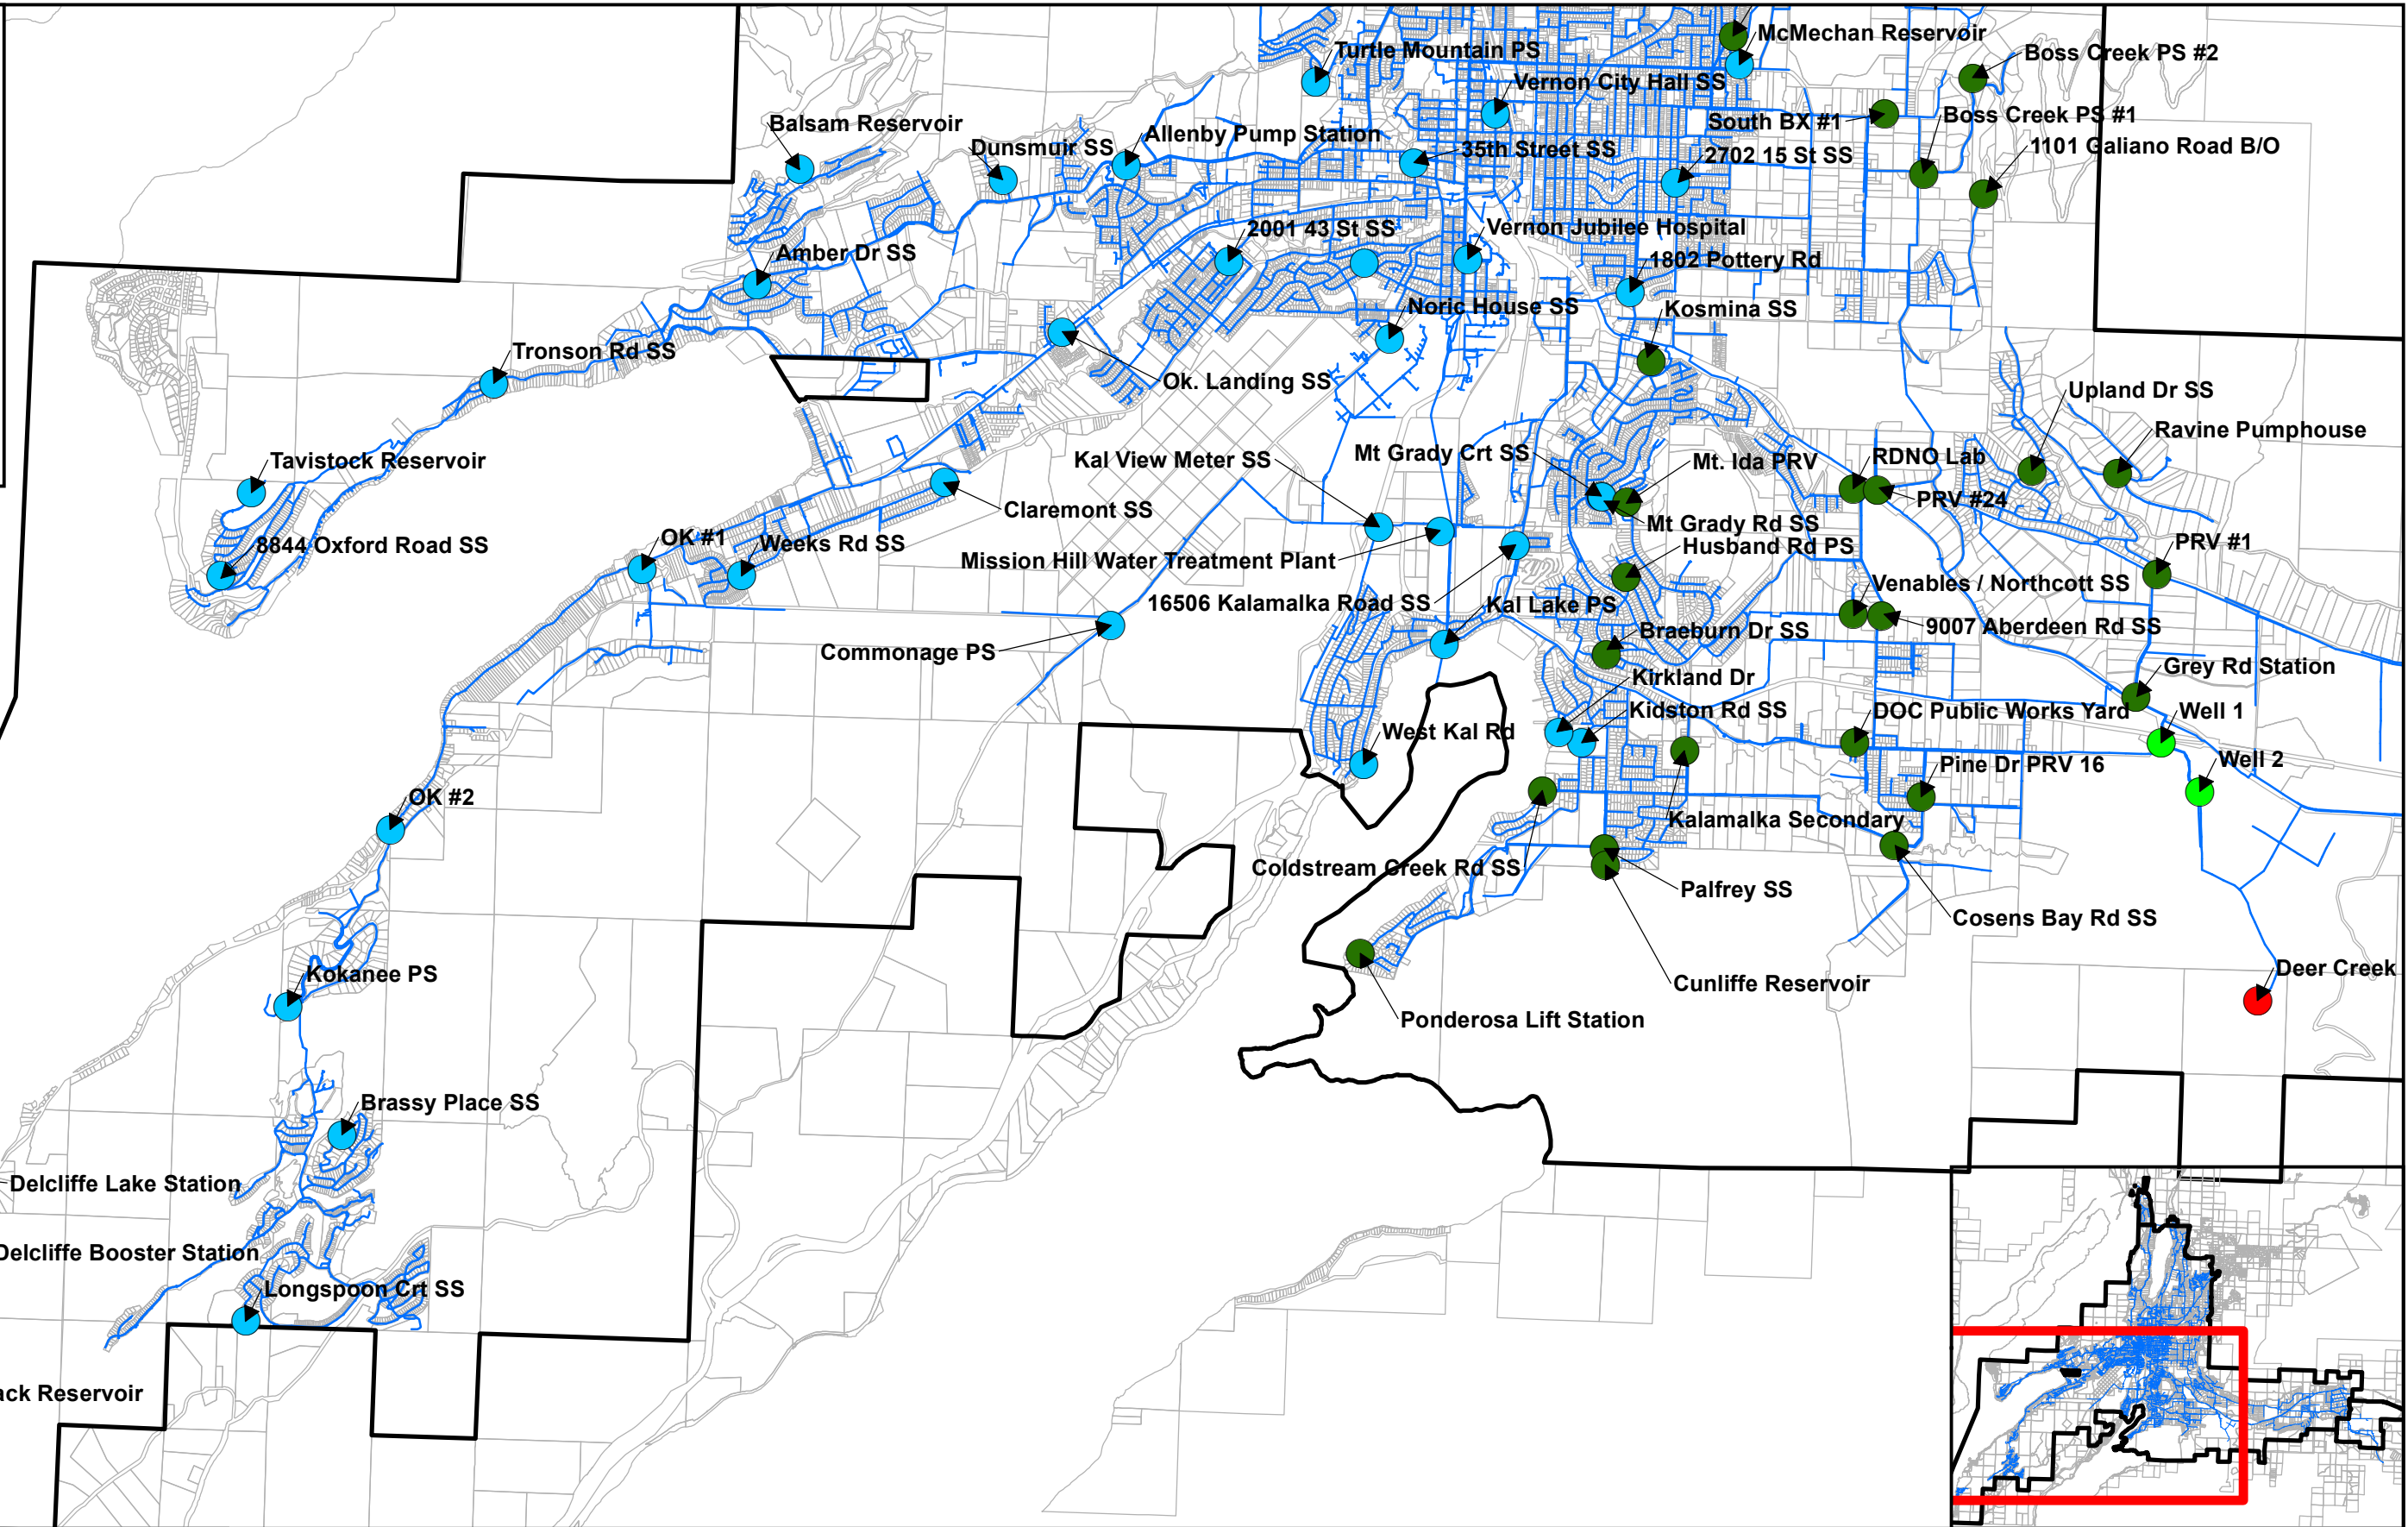 McMechan Reservoir
Turtle Mountain PS
Boss Creek PS #2
Vernon City Hall SS
Balsam Reservoir
Allenby Pump Station
South BX #1
Boss Creek PS #1
Dunsmuir SS
35th Street SS
2702 15 St SS
1101 Galiano Road B/O
2001 43 St SS
Vernon Jubilee Hospital
Amber Dr SS
1802 Pottery Rd
Noric House SS
Kosmina SS
Tronson Rd SS
Ok. Landing SS
Upland Dr SS
Ravine Pumphouse
Tavistock Reservoir
Kal View Meter SS
Mt Grady Crt SS
Mt. Ida PRV
RDNO Lab
Claremont SS
PRV #24
Mt Grady Rd SS
8844 Oxford Road SS
OK #1
Weeks Rd SS
Mission Hill Water Treatment Plant
Husband Rd PS
PRV #1
Venables / Northcott SS
16506 Kalamalka Road SS
Kal Lake PS
Commonage PS
Braeburn Dr SS
9007 Aberdeen Rd SS
Grey Rd Station
Kirkland Dr
Kidston Rd SS
DOC Public Works Yard
Well 1
West Kal Rd
Well 2
Pine Dr PRV 16
OK #2
Kalamalka Secondary
Coldstream Creek Rd SS
Palfrey SS
Cosens Bay Rd SS
Kokanee PS
Cunliffe Reservoir
Deer Creek
Ponderosa Lift Station
Brassy Place SS
Delcliffe Lake Station
Delcliffe Booster Station
Longspoon Crt SS
ack Reservoir